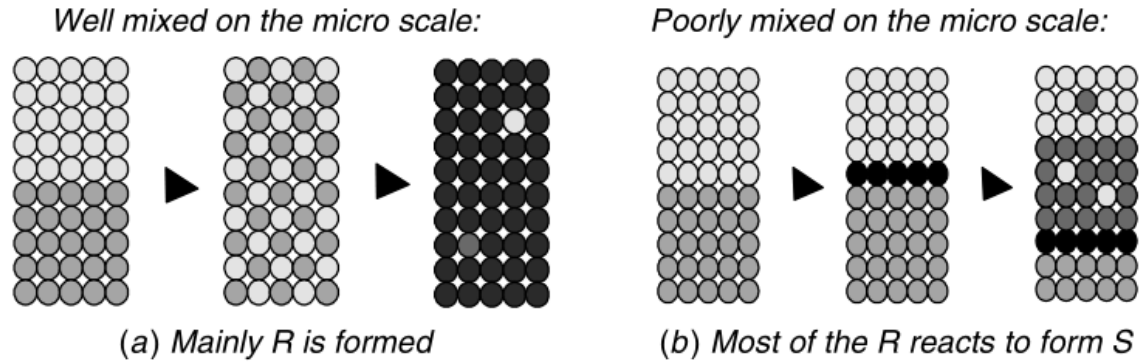 Well mixed on the micro scale:
Poorly mixed on the micro scale:
(a) Mainly R is formed
(b) Most of the R reacts to form S